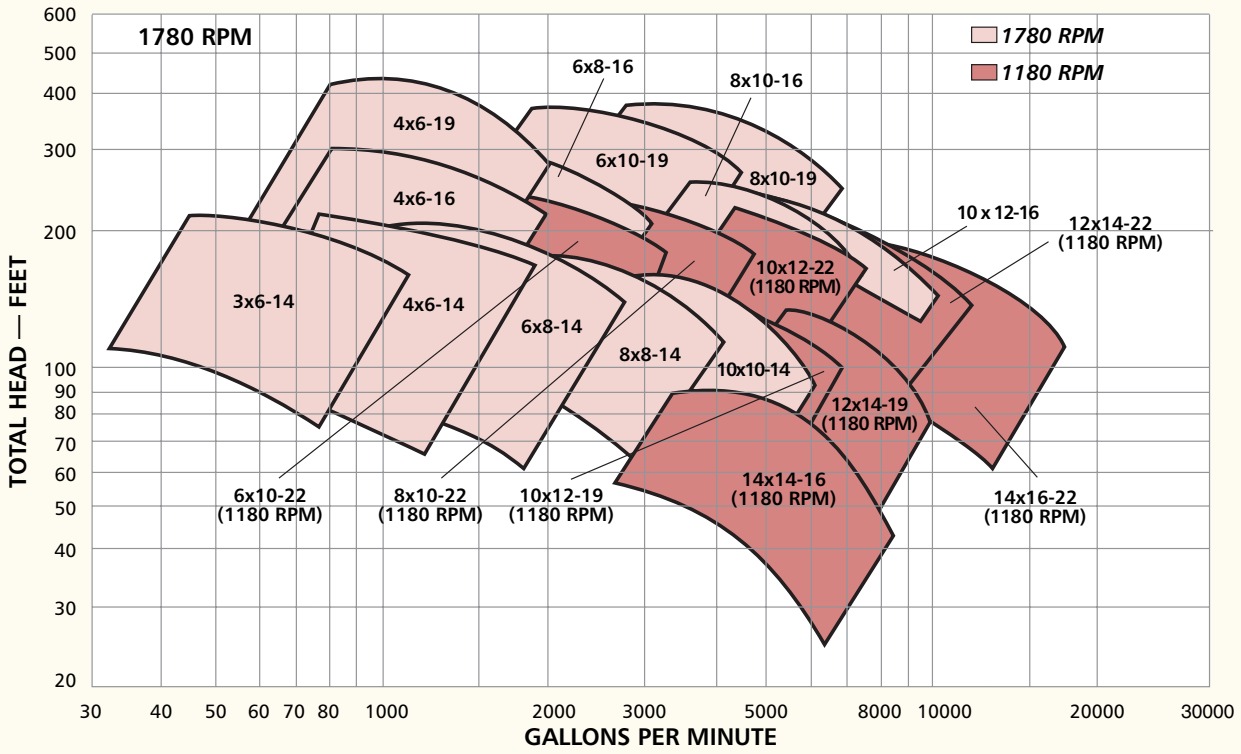 600
500
400
300
200
100
90
80
70
60
50
40
30
20
TOTAL HEAD — FEET
1780 RPM
1780 RPM
1180 RPM
6x8-16
8x10-16
4x6-19
6x10-19
8x10-19
4x6-16
10 x 12-16
12x14-22
(1180 RPM)
10x12-22
(1180 RPM)
3x6-14
4x6-14
6x8-14
8x8-14
10x10-14
12x14-19
(1180 RPM)
14x14-16
(1180 RPM)
6x10-22
(1180 RPM)
8x10-22
(1180 RPM)
10x12-19
(1180 RPM)
14x16-22
(1180 RPM)
30 40 50 60 70 80 1000 2000 3000 5000 8000 10000 20000 30000
GALLONS PER MINUTE